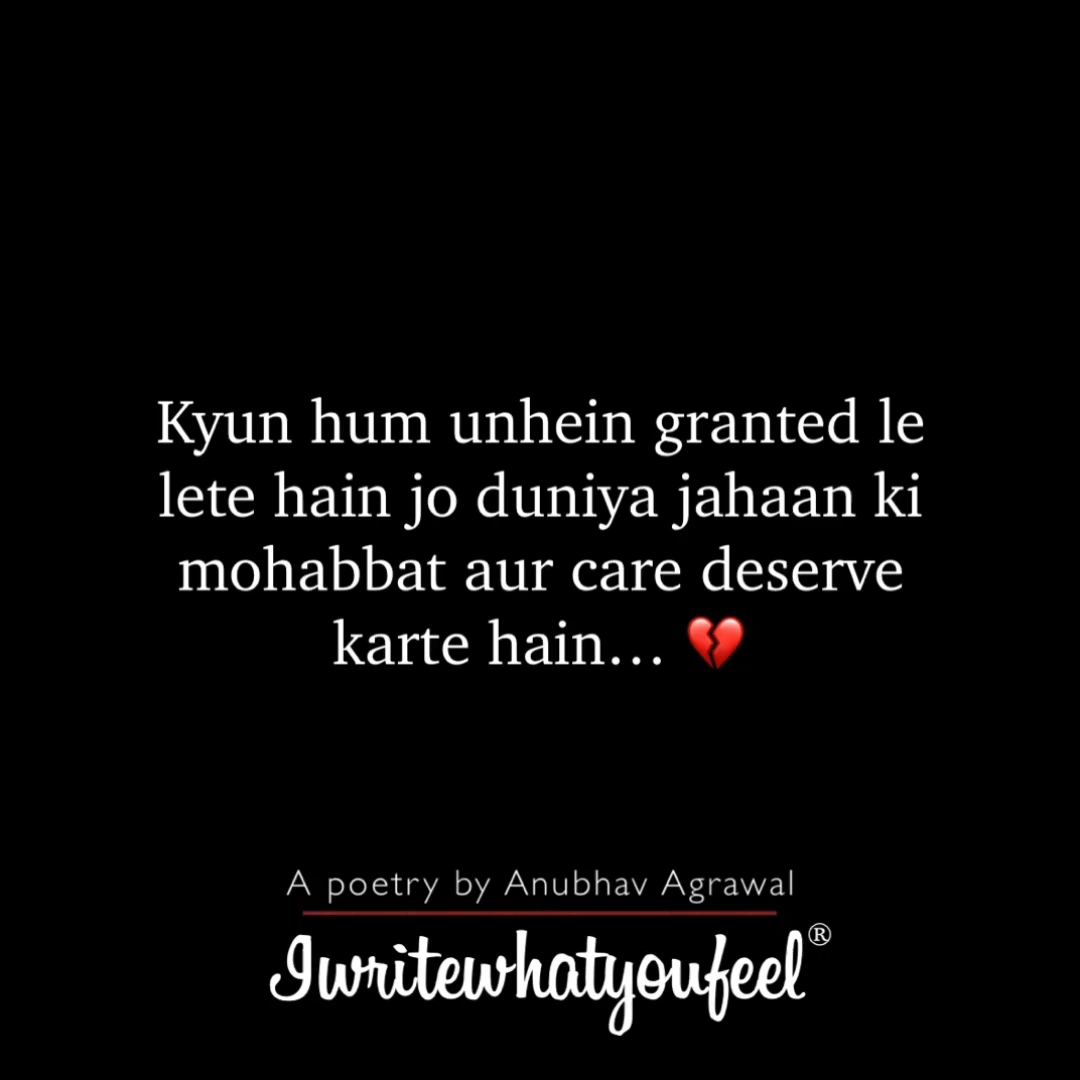 Kyun hum unhein granted le
lete hain jo duniya jahaan ki
mohabbat aur care deserve
karte hain... 💔
A poetry by Anubhav Agrawal
Iwritewhatyoufeel®